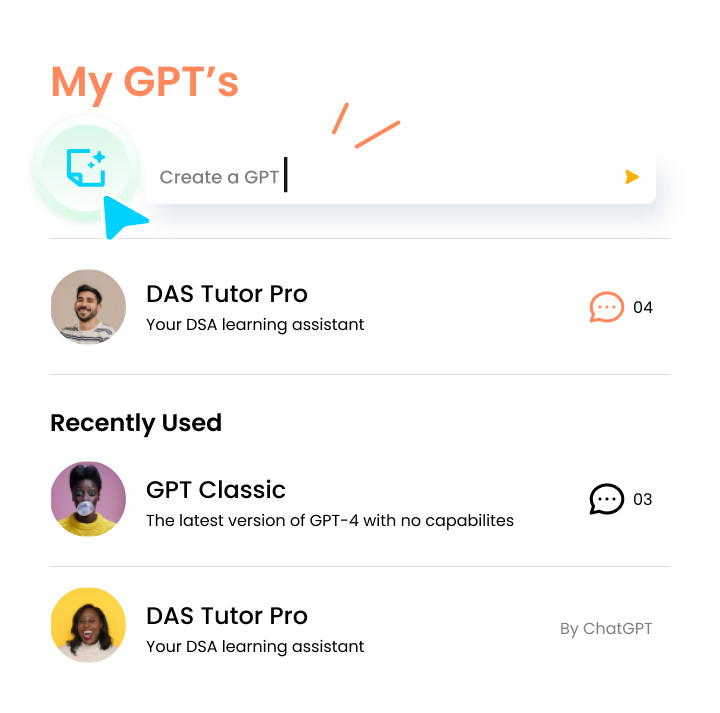 My GPT’s
Create a GPT
DAS Tutor Pro
Your DSA learning assistant
04
Recently Used
GPT Classic
The latest version of GPT-4 with no capabilites
03
DAS Tutor Pro
Your DSA learning assistant
By ChatGPT